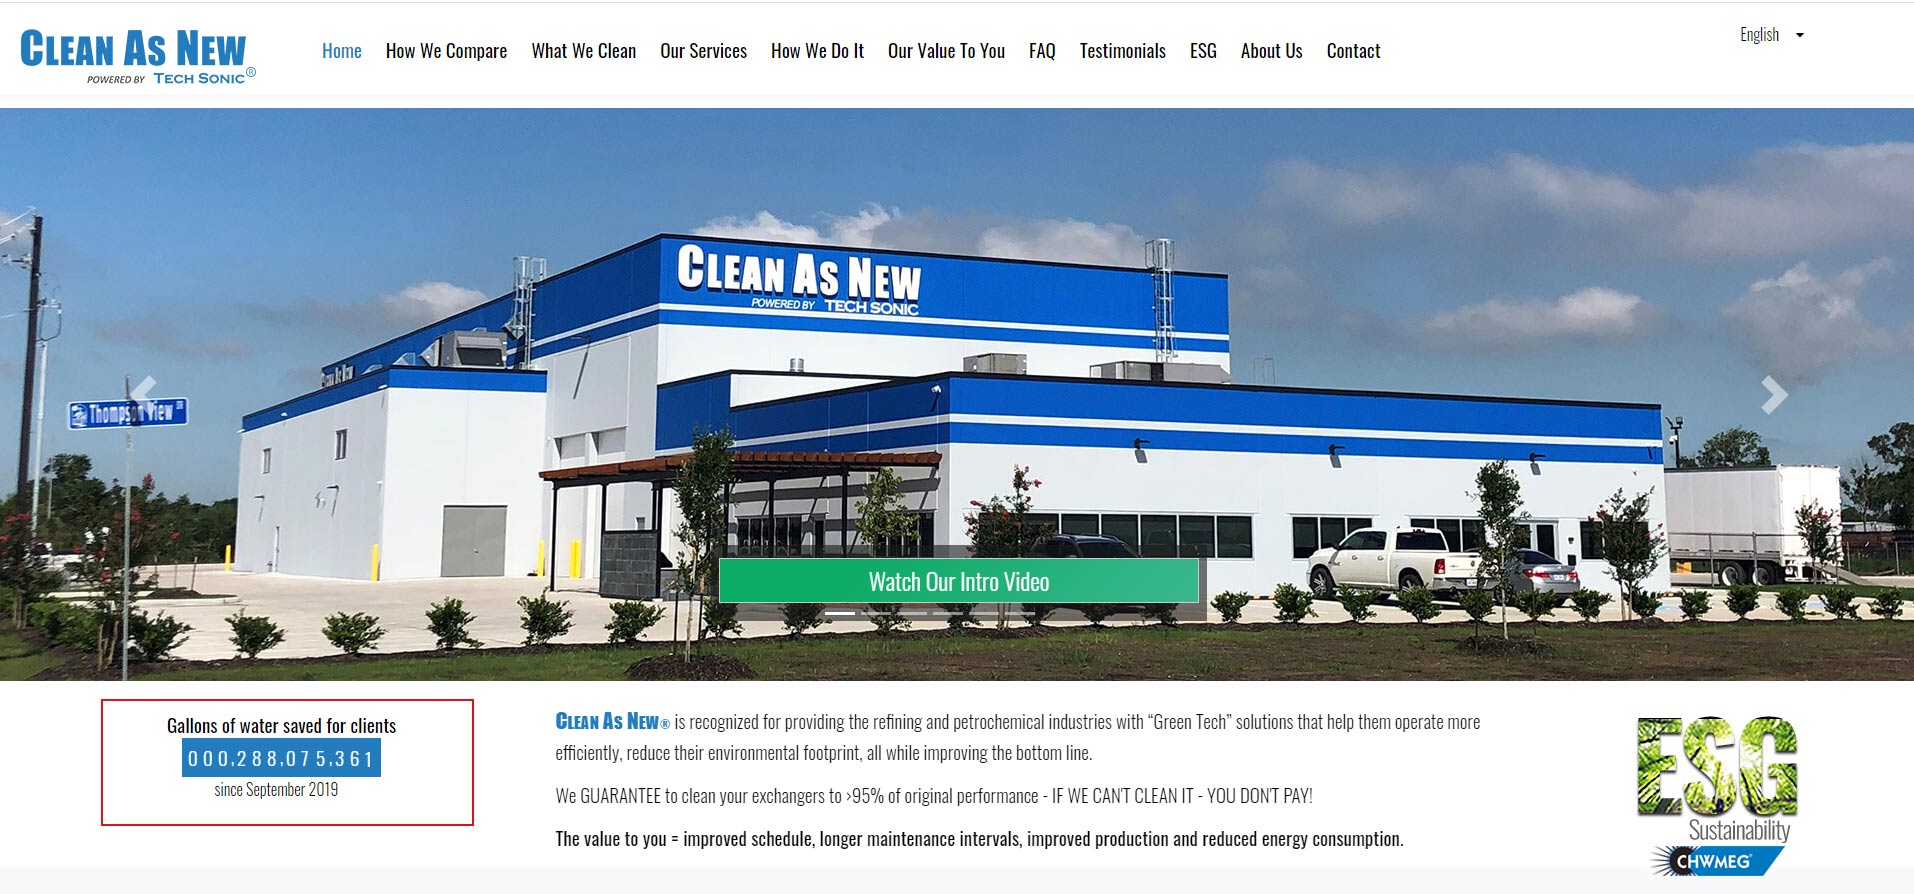 CLEAN AS NEW
POWERED BY TECH SONIC®
Home How We Compare What We Clean Our Services How We Do It Our Value To You FAQ Testimonials ESG About Us Contact
English
CLEAN AS NEW
POWERED BY TECH SONIC
CLEAN AS NEW
Thompson View
Watch Our Intro Video
Gallons of water saved for clients
000,288,075,361
since September 2019
CLEAN AS NEW® is recognized for providing the refining and petrochemical industries with “Green Tech” solutions that help them operate more
efficiently, reduce their environmental footprint, all while improving the bottom line.
We GUARANTEE to clean your exchangers to >95% of original performance - IF WE CAN'T CLEAN IT - YOU DON'T PAY!
The value to you = improved schedule, longer maintenance intervals, improved production and reduced energy consumption.
ESG
Sustainability
CHWMEG®